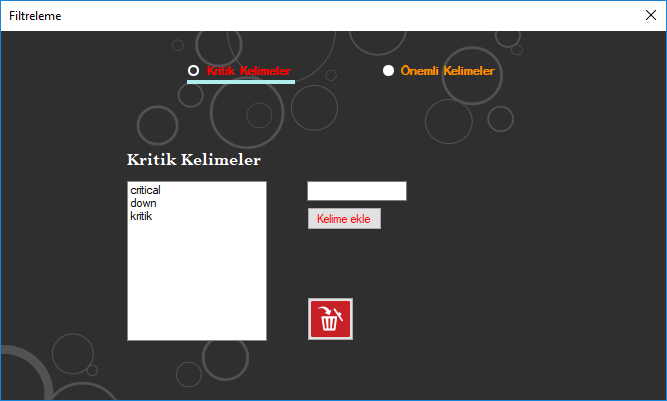 Filtreleme
Kritik Kelimeler
Önemli Kelimeler
Kritik Kelimeler
critical
down
kritik
Kelime ekle